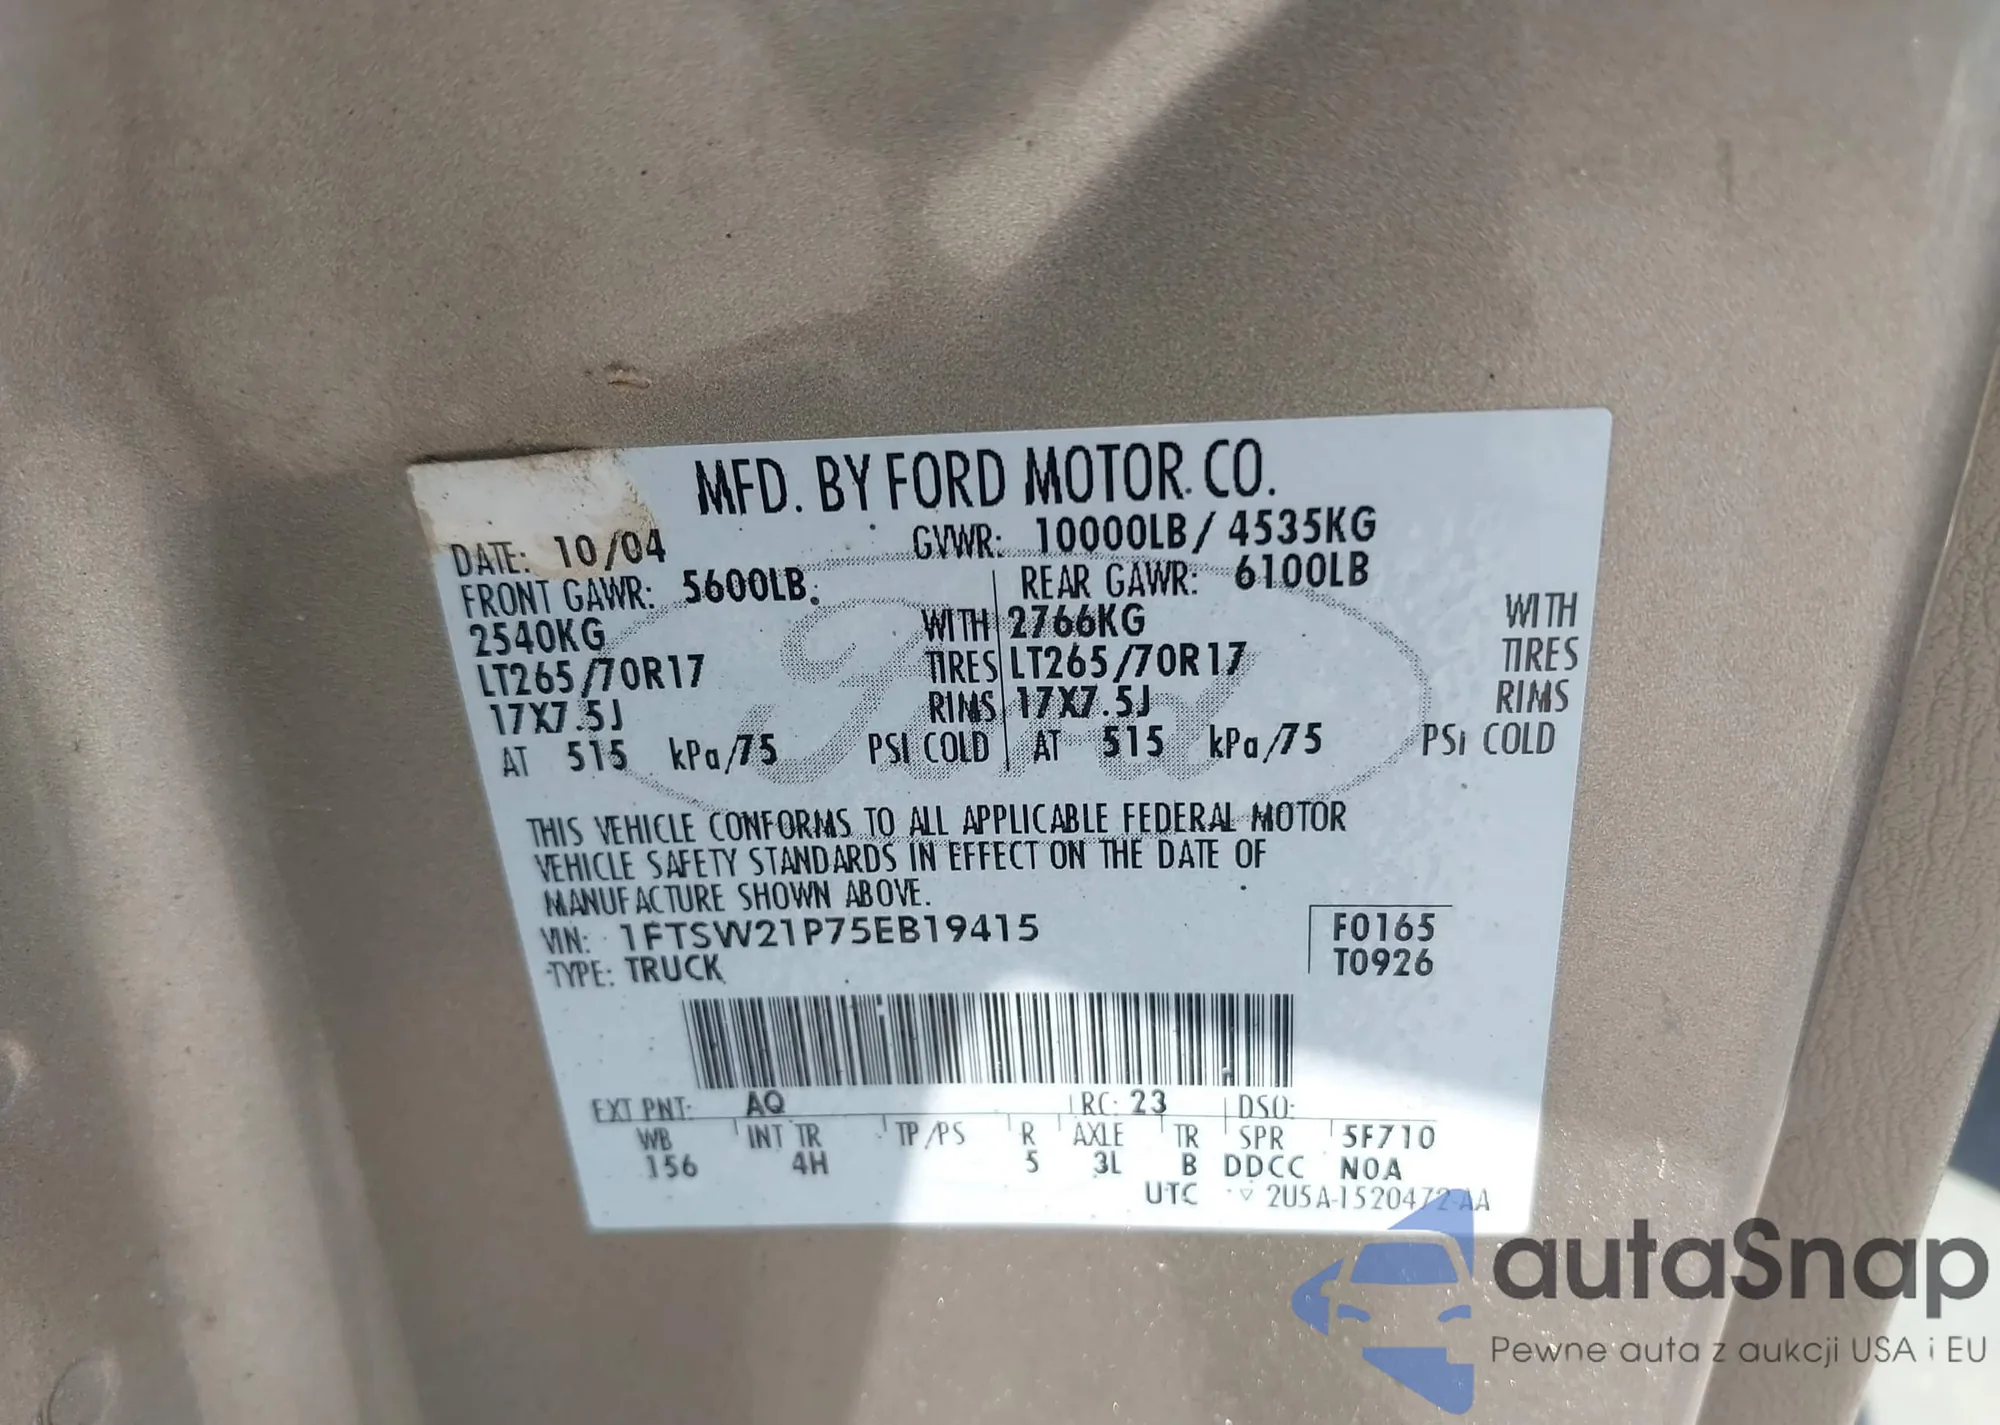 MFD. BY FORD MOTOR CO.
DATE: 10/04 GVWR: 10000LB / 4535KG
FRONT GAWR: 5600LB REAR GAWR: 6100LB
2540KG WITH 2766KG WITH
LT265/70R17 TIRES LT265/70R17 TIRES
17X7.5J RIMS 17X7.5J RIMS
AT 515 kPa/75 PSI COLD AT 515 kPa/75 PSi COLD
THIS VEHICLE CONFORMS TO ALL APPLICABLE FEDERAL MOTOR
VEHICLE SAFETY STANDARDS IN EFFECT ON THE DATE OF
MANUFACTURE SHOWN ABOVE.
VIN: 1FTSW21P75EB19415 F0165
TYPE: TRUCK T0926
EXT PNT: AQ RC: 23 DSO:
WB INT TR TP/PS R AXLE TR SPR 5F710
156 4H 5 3L B DDCC N0A
UTC ▽ 2U5A-1520472-AA
Ford
autaSnap
Pewne auta z aukcji USA i EU